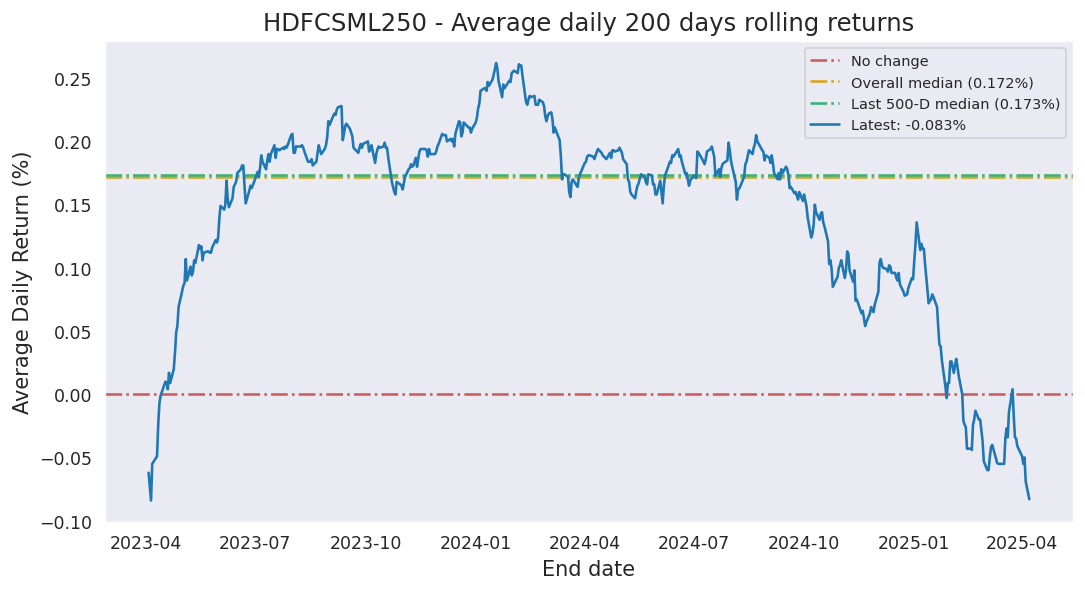 HDFCSML250 - Average daily 200 days rolling returns
No change
Overall median (0.172%)
Last 500-D median (0.173%)
Latest: -0.083%
Average Daily Return (%)
0.25
0.20
0.15
0.10
0.05
0.00
−0.05
−0.10
2023-04 2023-07 2023-10 2024-01 2024-04 2024-07 2024-10 2025-01 2025-04
End date